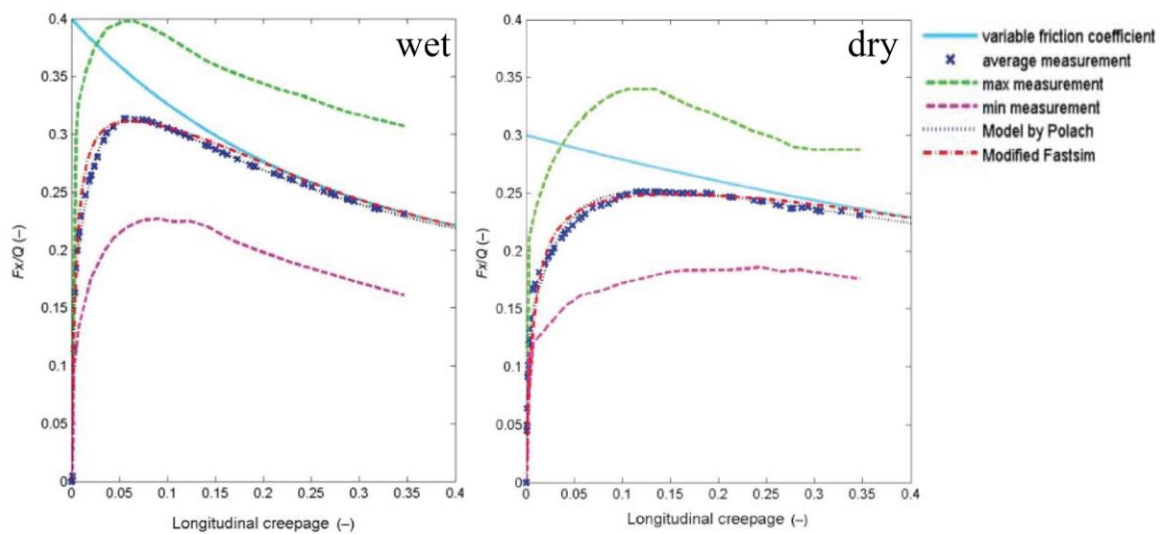 wet
0.4
0.35
0.3
0.25
0.2
0.15
0.1
0.05
0
Fx/Q (–)
0 0.05 0.1 0.15 0.2 0.25 0.3 0.35 0.4
Longitudinal creepage (–)
dry
0.4
0.35
0.3
0.25
0.2
0.15
0.1
0.05
0
Fx/Q (–)
0 0.05 0.1 0.15 0.2 0.25 0.3 0.35 0.4
Longitudinal creepage (–)
variable friction coefficient
average measurement
max measurement
min measurement
Model by Polach
Modified Fastsim